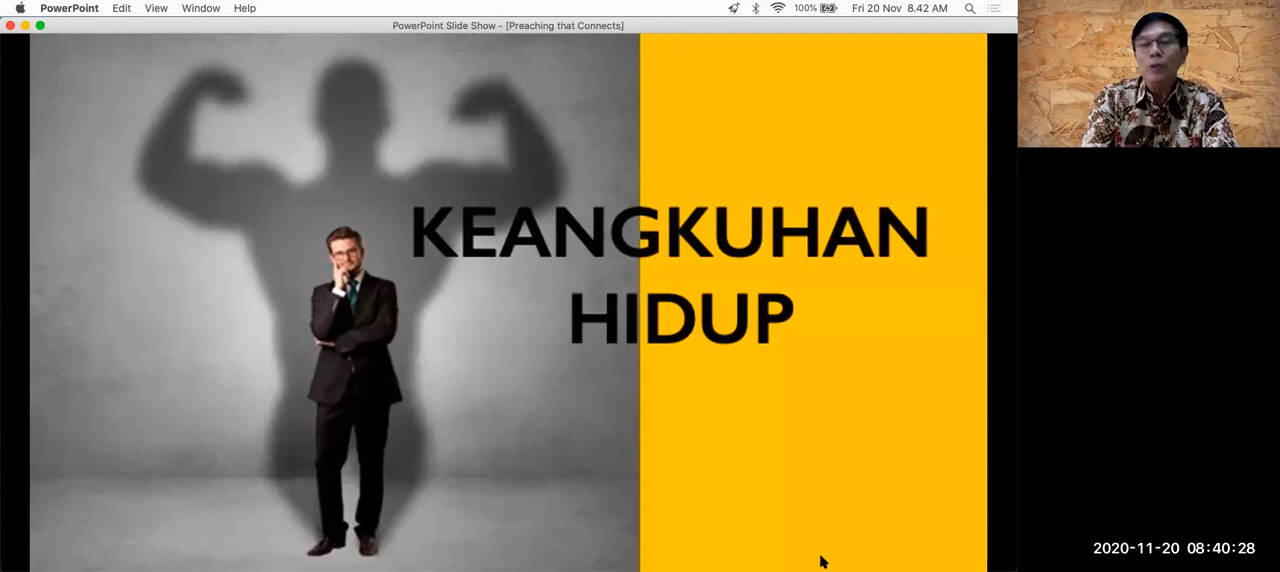 PowerPoint Edit View Window Help 100% Fri 20 Nov 8.42 AM
PowerPoint Slide Show - [Preaching that Connects]
KEANGKUHAN
HIDUP
2020-11-20 08:40:28